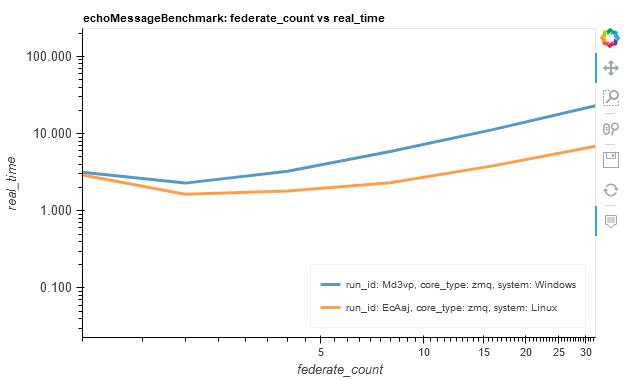 echoMessageBenchmark: federate_count vs real_time
100.000
10.000
1.000
0.100
real_time
run_id: Md3vp, core_type: zmq, system: Windows
run_id: EcAaj, core_type: zmq, system: Linux
5 10 15 20 25 30
federate_count